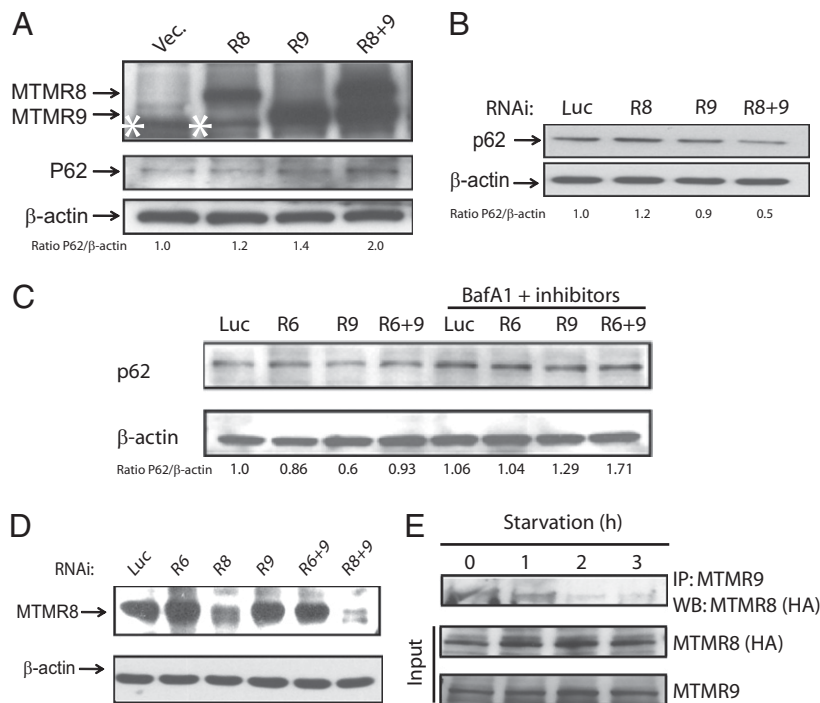 A
Vec. R8 R9 R8+9
MTMR8
MTMR9
* *
P62
β-actin
Ratio P62/β-actin 1.0 1.2 1.4 2.0
B
RNAi: Luc R8 R9 R8+9
p62
β-actin
Ratio P62/β-actin 1.0 1.2 0.9 0.5
C
BafA1 + inhibitors
Luc R6 R9 R6+9 Luc R6 R9 R6+9
p62
β-actin
Ratio P62/β-actin 1.0 0.86 0.6 0.93 1.06 1.04 1.29 1.71
D
RNAi: Luc R6 R8 R9 R6+9 R8+9
MTMR8
β-actin
E
Starvation (h)
0 1 2 3
IP: MTMR9
WB: MTMR8 (HA)
Input
MTMR8 (HA)
MTMR9